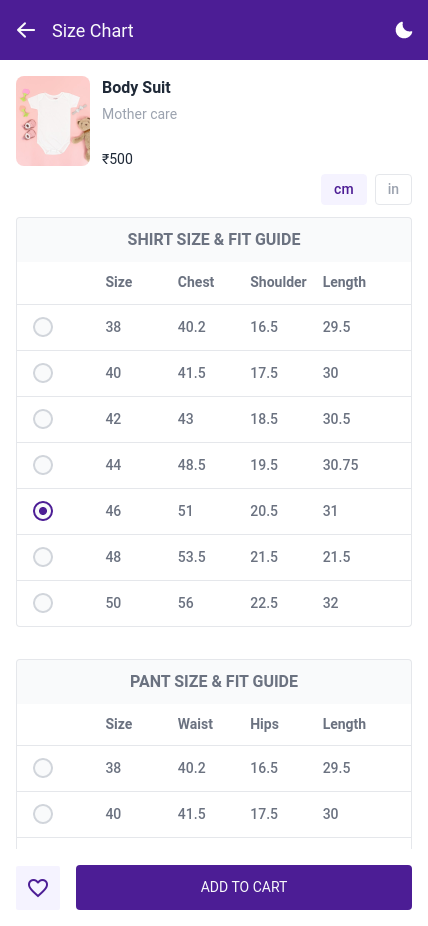 Size Chart
Body Suit
Mother care
₹500
cm in
SHIRT SIZE & FIT GUIDE
Size Chest Shoulder Length
38 40.2 16.5 29.5
40 41.5 17.5 30
42 43 18.5 30.5
44 48.5 19.5 30.75
46 51 20.5 31
48 53.5 21.5 21.5
50 56 22.5 32
PANT SIZE & FIT GUIDE
Size Waist Hips Length
38 40.2 16.5 29.5
40 41.5 17.5 30
ADD TO CART